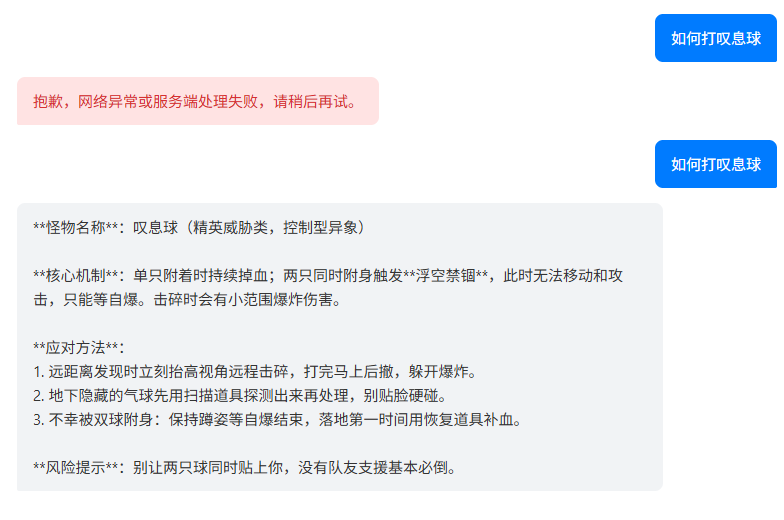 如何打叹息球
抱歉，网络异常或服务端处理失败，请稍后再试。
如何打叹息球
**怪物名称**：叹息球（精英威胁类，控制型异象）
**核心机制**：单只附着时持续掉血；两只同时附身触发**浮空禁锢**，此时无法移动和攻
击，只能等自爆。击碎时会有小范围爆炸伤害。
**应对方法**：
1. 远距离发现时立刻抬高视角远程击碎，打完马上后撤，躲开爆炸。
2. 地下隐藏的气球先用扫描道具探测出来再处理，别贴脸硬碰。
3. 不幸被双球附身：保持蹲姿等自爆结束，落地第一时间用恢复道具补血。
**风险提示**：别让两只球同时贴上你，没有队友支援基本必倒。